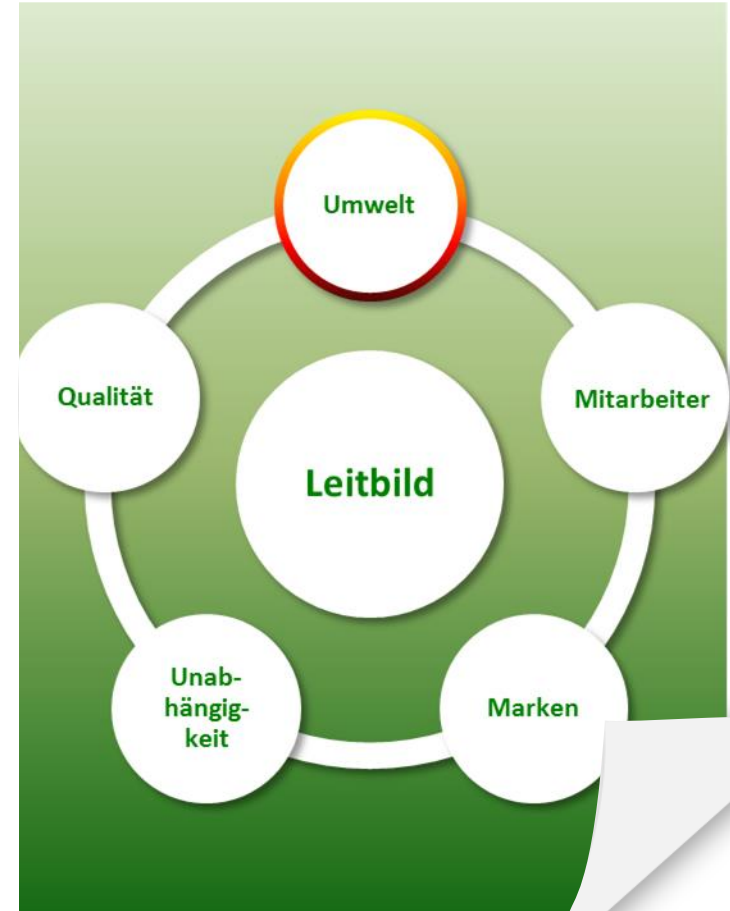 Umwelt
Qualität
Mitarbeiter
Leitbild
Unab-
hängig-
keit
Marken